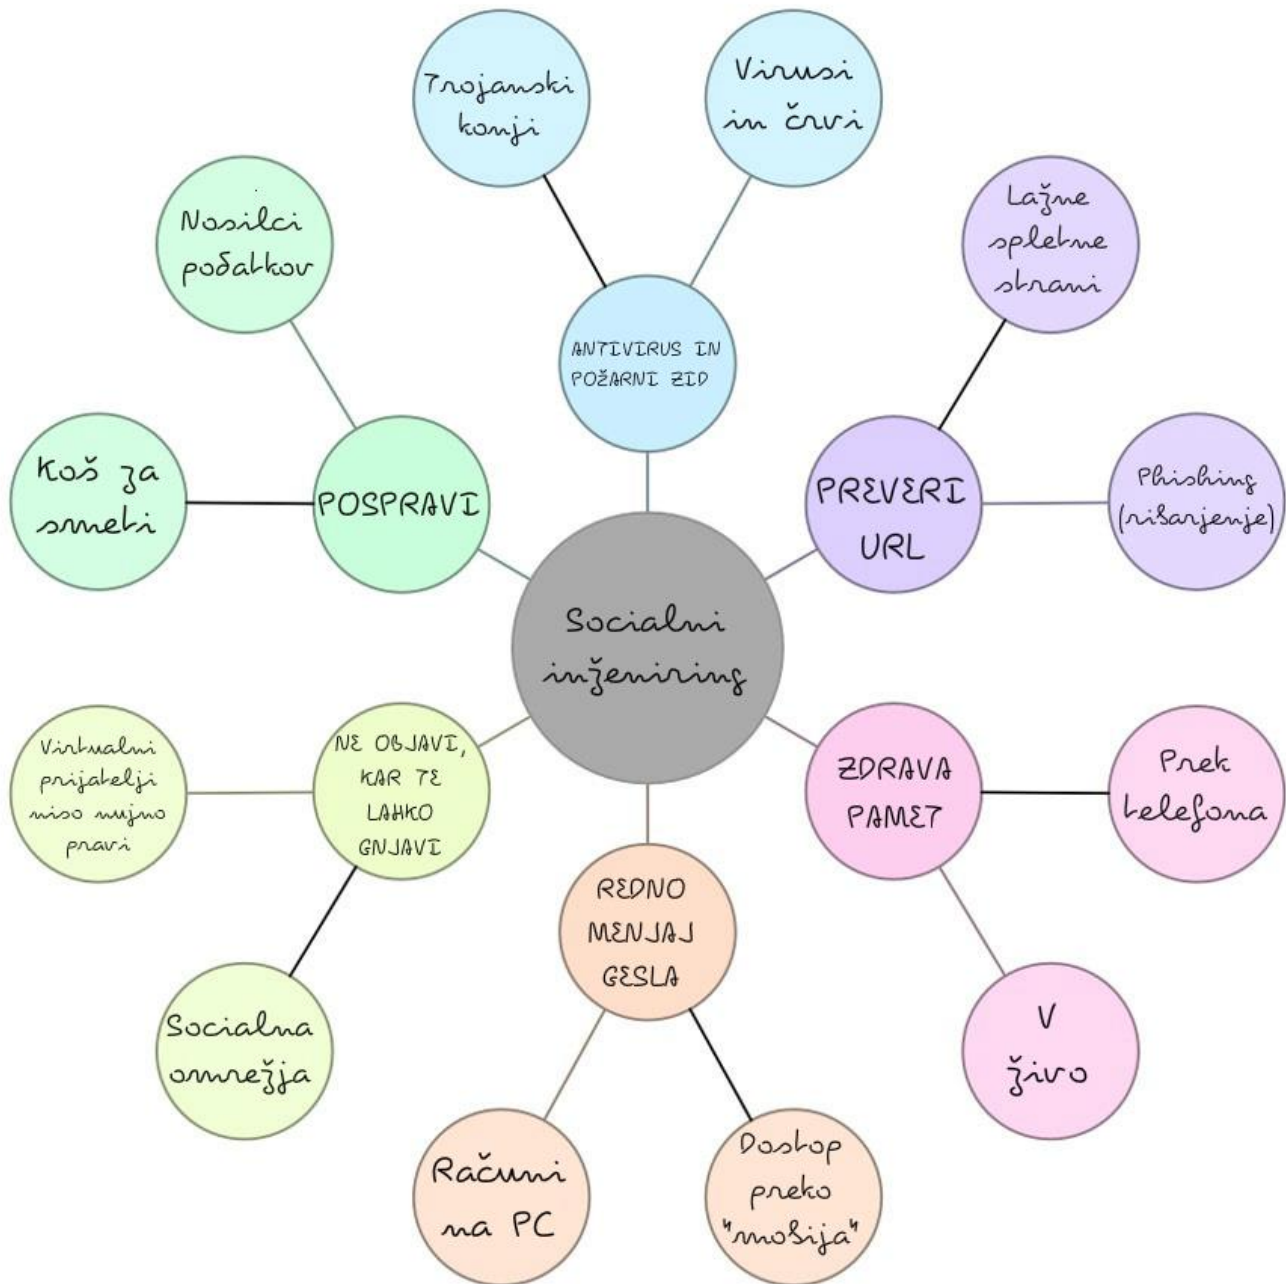 Trojanski
konji
Virusi
in črvi
Nosilci
podatkov
Lažne
spletne
strani
ANTIVIRUS IN
POŽARNI ZID
Koš za
smeti
POSPRAVI
PREVERI
URL
Phishing
(ribarjenje)
Socialni
inženiring
Virtualni
prijatelji
niso nujno
pravi
NE OBJAVI,
KAR TE
LAHKO
GNJAVI
ZDRAVA
PAMET
Prek
telefona
REDNO
MENJAJ
GESLA
Socialna
omrežja
V
živo
Računi
na PC
Dostop
preko
"mobija"